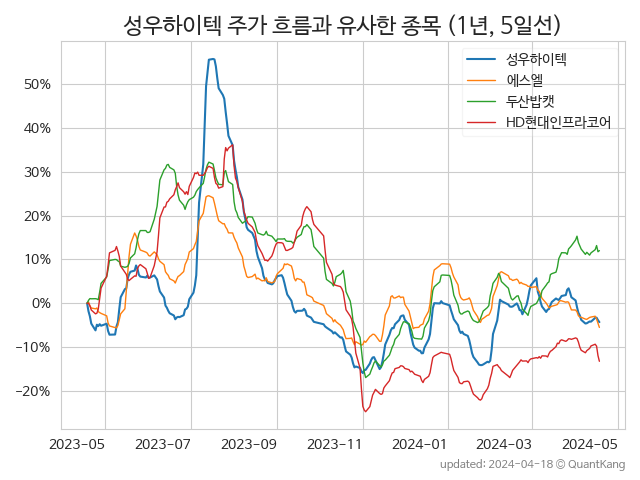 성우하이텍 주가 흐름과 유사한 종목 (1년, 5일선)
성우하이텍
에스엘
두산밥캣
HD현대인프라코어
50%
40%
30%
20%
10%
0%
−10%
−20%
2023-05 2023-07 2023-09 2023-11 2024-01 2024-03 2024-05
updated: 2024-04-18 © QuantKang